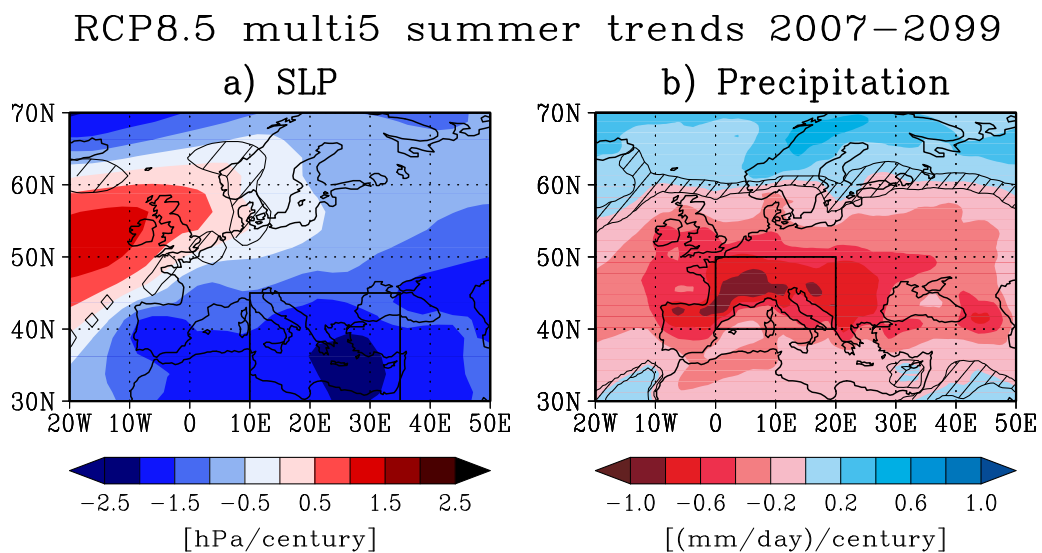 RCP8.5 multi5 summer trends 2007−2099
a) SLP
b) Precipitation
70N
60N
50N
40N
30N
20W 10W 0 10E 20E 30E 40E 50E
70N
60N
50N
40N
30N
20W 10W 0 10E 20E 30E 40E 50E
−2.5 −1.5 −0.5 0.5 1.5 2.5
[hPa/century]
−1.0 −0.6 −0.2 0.2 0.6 1.0
[(mm/day)/century]